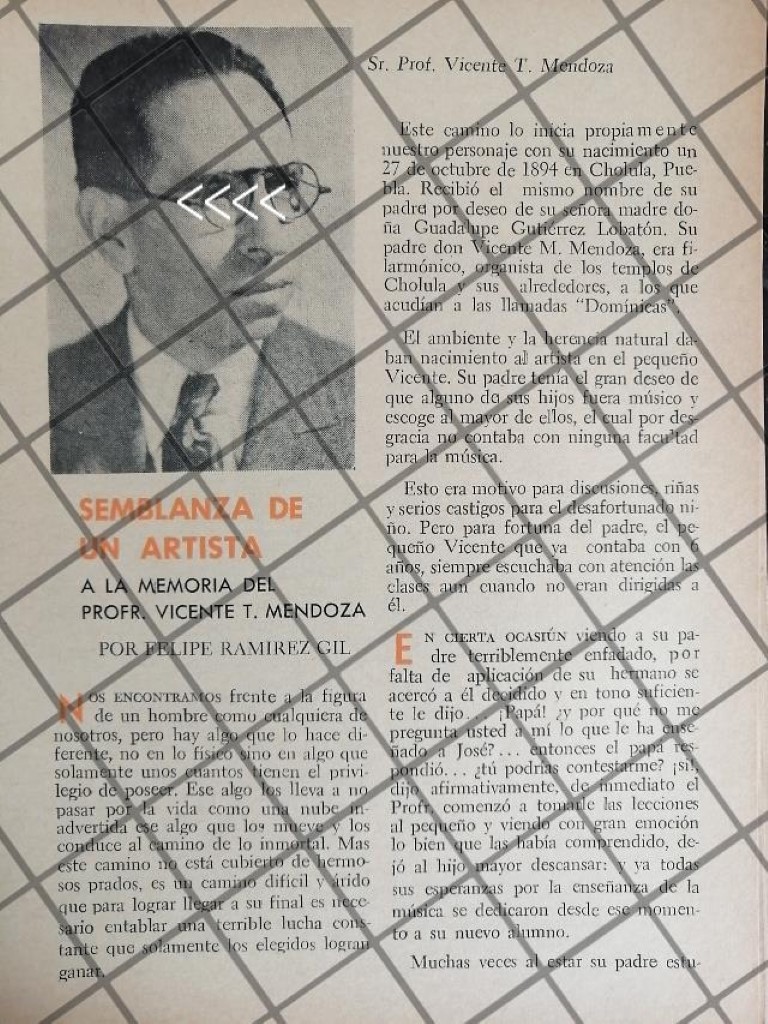 <<<<
Sr. Prof. Vicente T. Mendoza
SEMBLANZA DE
UN ARTISTA
A LA MEMORIA DEL
PROFR. VICENTE T. MENDOZA
POR FELIPE RAMIREZ GIL
NOS ENCONTRAMOS frente a la figura
de un hombre como cualquiera de
nosotros, pero hay algo que lo hace di-
ferente, no en lo físico sino en algo que
solamente unos cuantos tienen el privi-
legio de poseer. Ese algo los lleva a no
pasar por la vida como una nube in-
advertida ese algo que los mueve y los
conduce al camino de lo inmortal. Mas
este camino no está cubierto de hermo-
sos prados, es un camino difícil y árido
que para lograr llegar a su final es nece-
sario entablar una terrible lucha cons-
tante que solamente los elegidos logran
ganar.
Este camino lo inicia propiamente
nuestro personaje con su nacimiento un
27 de octubre de 1894 en Cholula, Pue-
bla. Recibió el mismo nombre de su
padre por deseo de su señora madre do-
ña Guadalupe Gutiérrez Lobatón. Su
padre don Vicente M. Mendoza, era fi-
larmónico, organista de los templos de
Cholula y sus alrededores, a los que
acudían a las llamadas "Domínicas".
El ambiente y la herencia natural da-
ban nacimiento al artista en el pequeño
Vicente. Su padre tenía el gran deseo de
que alguno de sus hijos fuera músico y
escoge al mayor de ellos, el cual por des-
gracia no contaba con ninguna facultad
para la música.
Esto era motivo para discusiones, riñas
y serios castigos para el desafortunado ni-
ño. Pero para fortuna del padre, el pe-
queño Vicente que ya contaba con 6
años, siempre escuchaba con atención las
clases aun cuando no eran dirigidas a
él.
EN CIERTA OCASIÚN viendo a su pa-
dre terriblemente enfadado, por
falta de aplicación de su hermano se
acercó a él decidido y en tono suficien-
te le dijo... ¡Papá! ¿y por qué no me
pregunta usted a mí lo que le ha ense-
ñado a José?... entonces el papá res-
pondió... ¿tú podrías contestarme? ¡sí!,
dijo afirmativamente, de inmediato el
Profr. comenzó a tomarle las lecciones
al pequeño y viendo con gran emoción
lo bien que las había comprendido, de-
jó al hijo mayor descansar: y ya todas
sus esperanzas por la enseñanza de la
música se dedicaron desde ese momen-
to a su nuevo alumno.
Muchas veces al estar su padre estu-